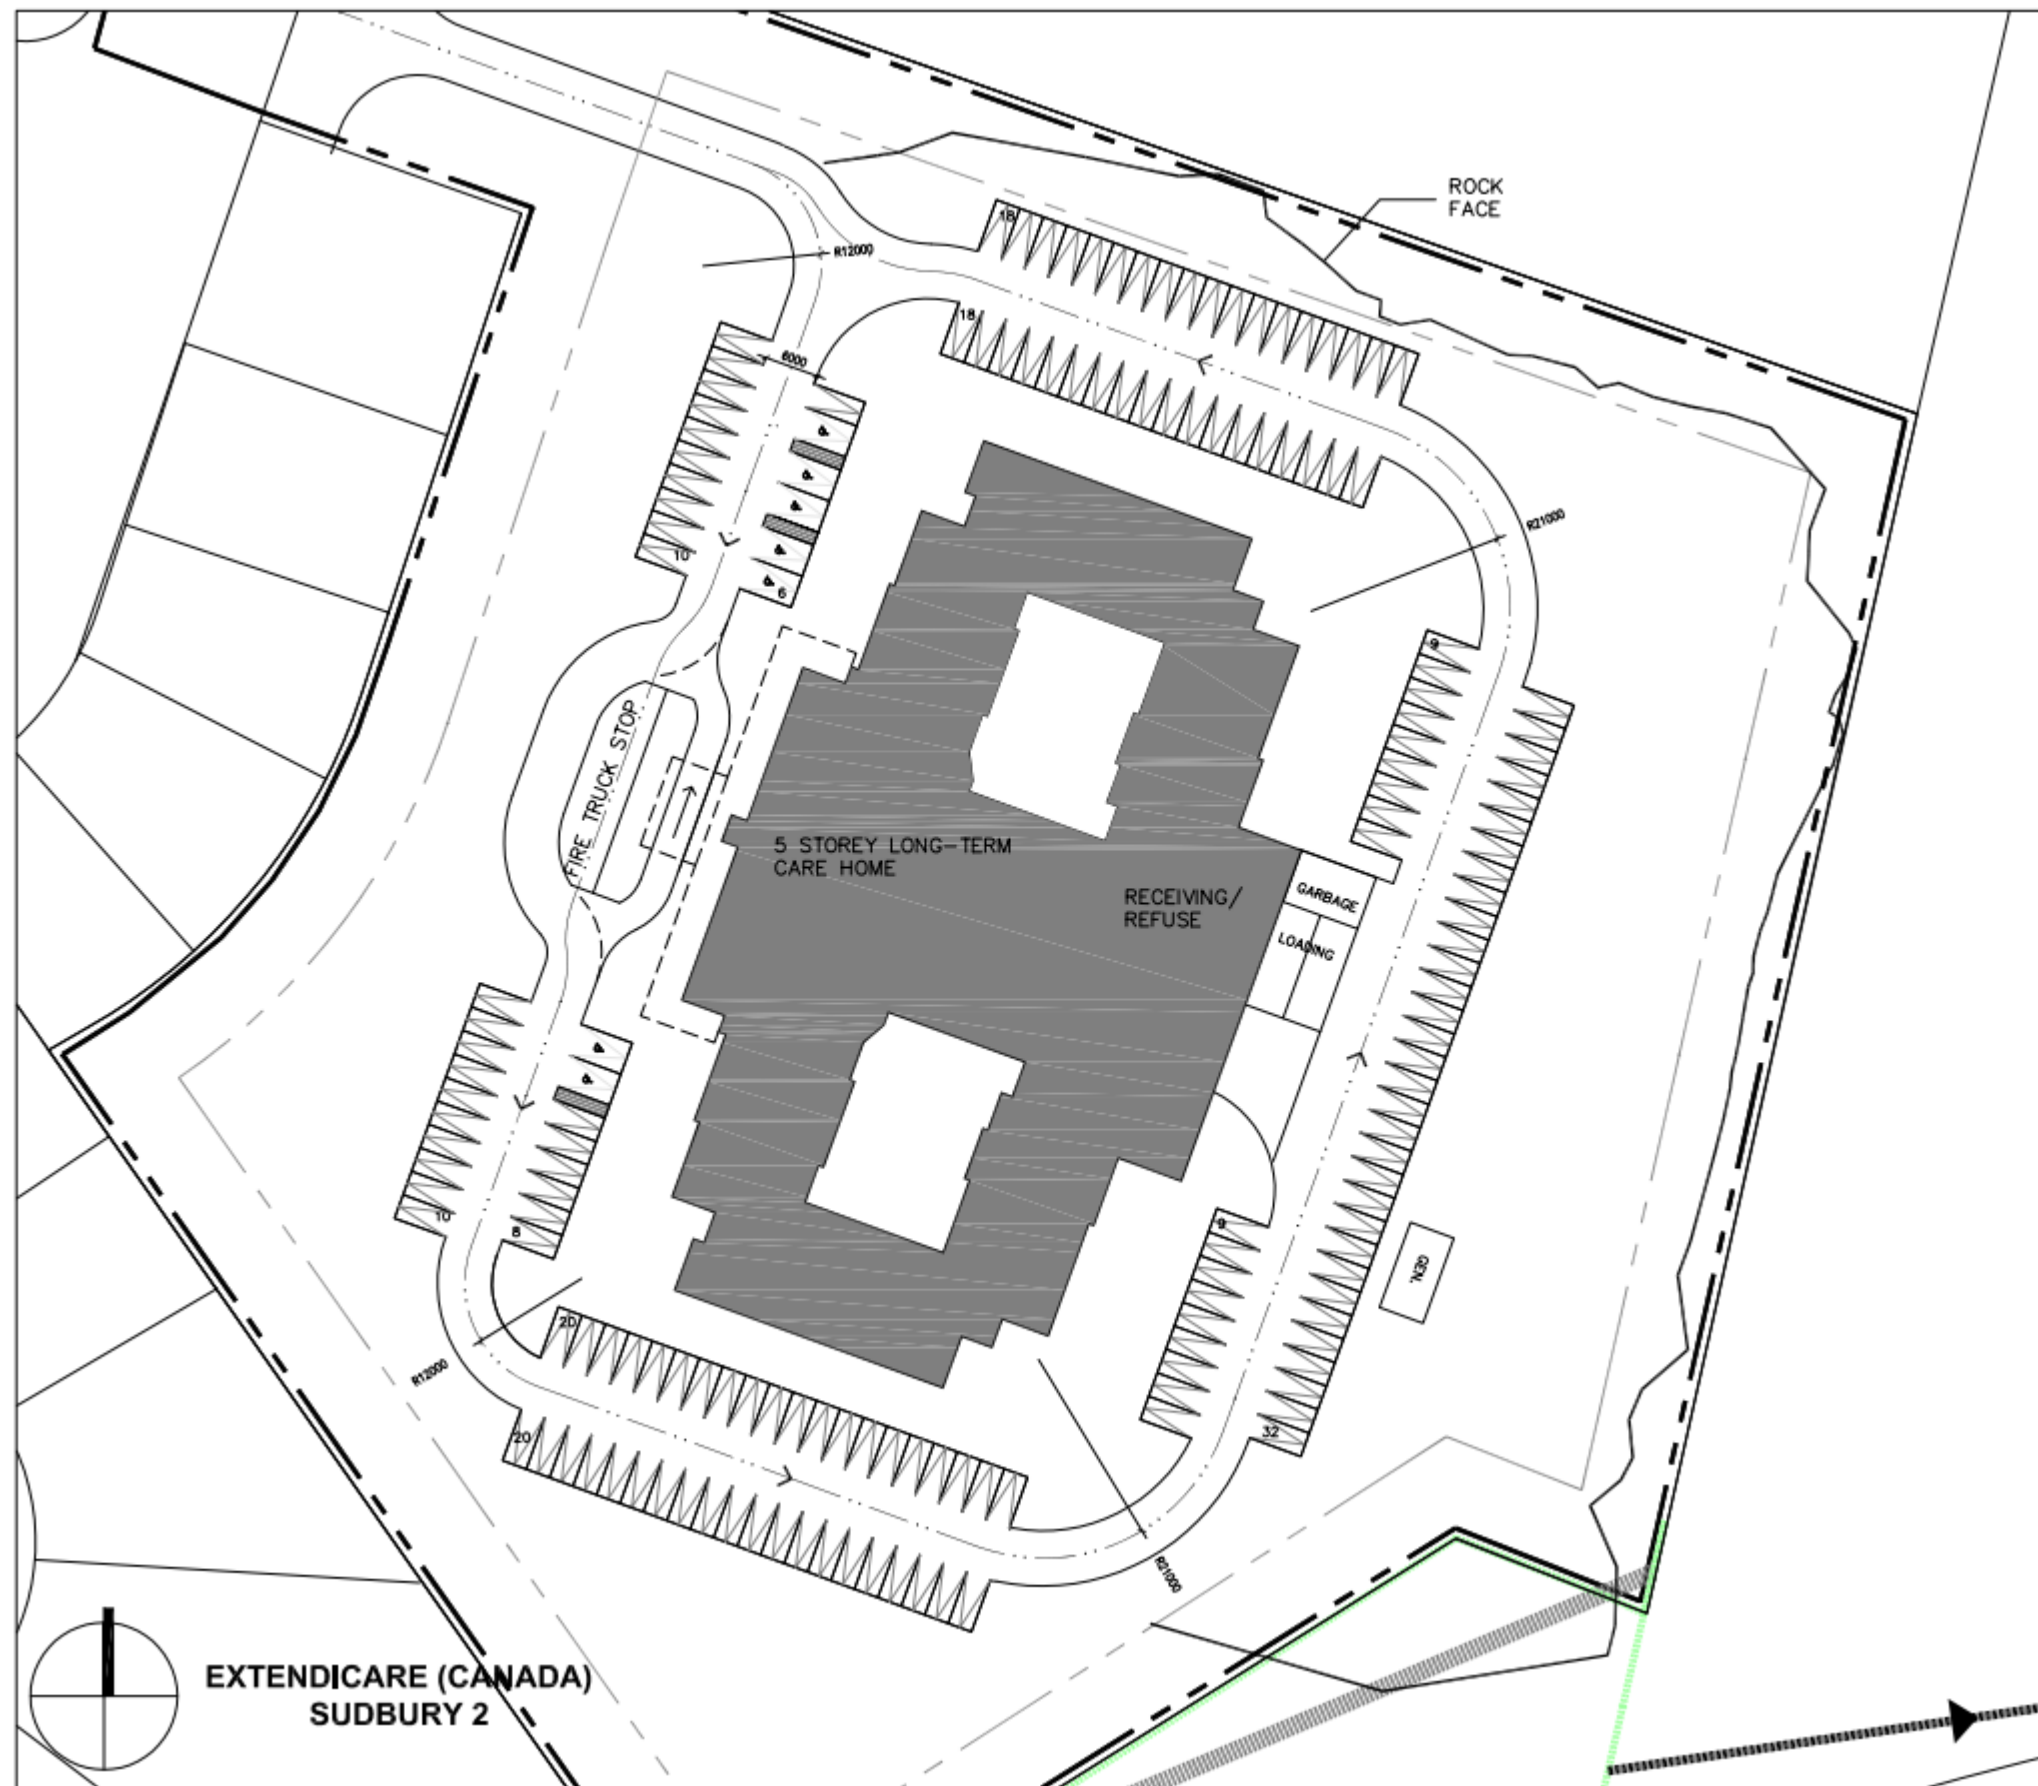 ROCK
FACE
18
R12000
18
6000
R21000
10
6
9
FIRE TRUCK STOP
5 STOREY LONG-TERM
CARE HOME
RECEIVING/
REFUSE
GARBAGE
LOADING
10
8
9
GEN.
20
R12000
20
32
R21000
EXTENDICARE (CANADA)
SUDBURY 2